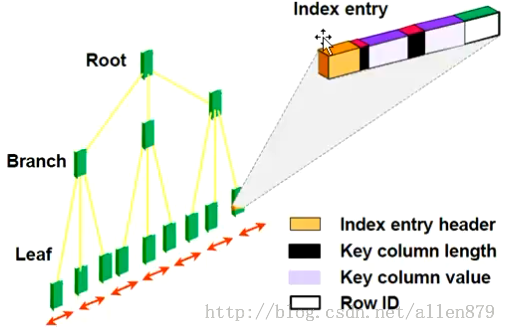 Index entry
Root
Branch
Leaf
Index entry header
Key column length
Key column value
Row ID
http://blog.csdn.net/allen879